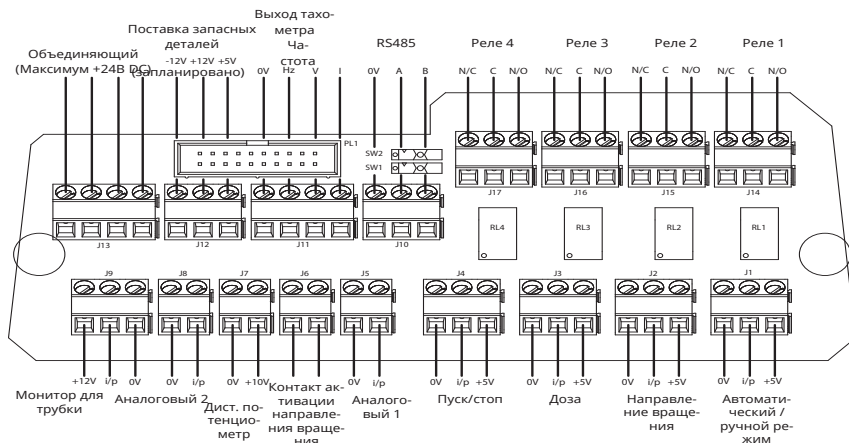 Объединяющий
(Максимум +24В DC)
Поставка запасных
деталей
-12V +12V +5V
(запланировано)
Выход тахо-
метра
Ча-
стота
0V Hz V I
RS485
0V A B
Реле 4
N/C C N/O
Реле 3
N/C C N/O
Реле 2
N/C C N/O
Реле 1
N/C C N/O
PL1
SW2
SW1
J17
J16
J15
J14
J13
J12
J11
J10
RL4
RL3
RL2
RL1
J9
J8
J7
J6
J5
J4
J3
J2
J1
+12V i/p 0V
Монитор для
трубки
0V i/p
Аналоговый 2
0V +10V
Дист. по-
тенцио-
метр
Контакт ак-
тивации
направления
ния враще-
ния
0V i/p
Аналого-
вый 1
0V i/p +5V
Пуск/стоп
0V i/p +5V
Доза
0V i/p +5V
Направле-
ние враще-
ния
0V i/p +5V
Автомати-
ческий /
ручной ре-
жим